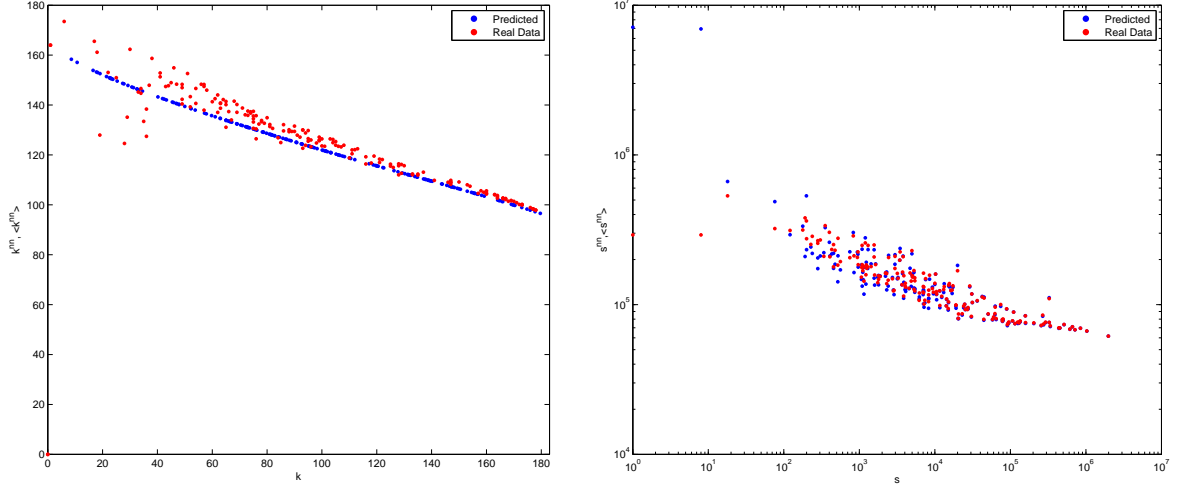 180
160
140
120
100
80
60
40
20
0
0 20 40 60 80 100 120 140 160 180
k
k^nn, <k^nn>
Predicted
Real Data
10^7
10^6
10^5
10^4
10^0 10^1 10^2 10^3 10^4 10^5 10^6 10^7
s
s^nn, <s^nn>
Predicted
Real Data